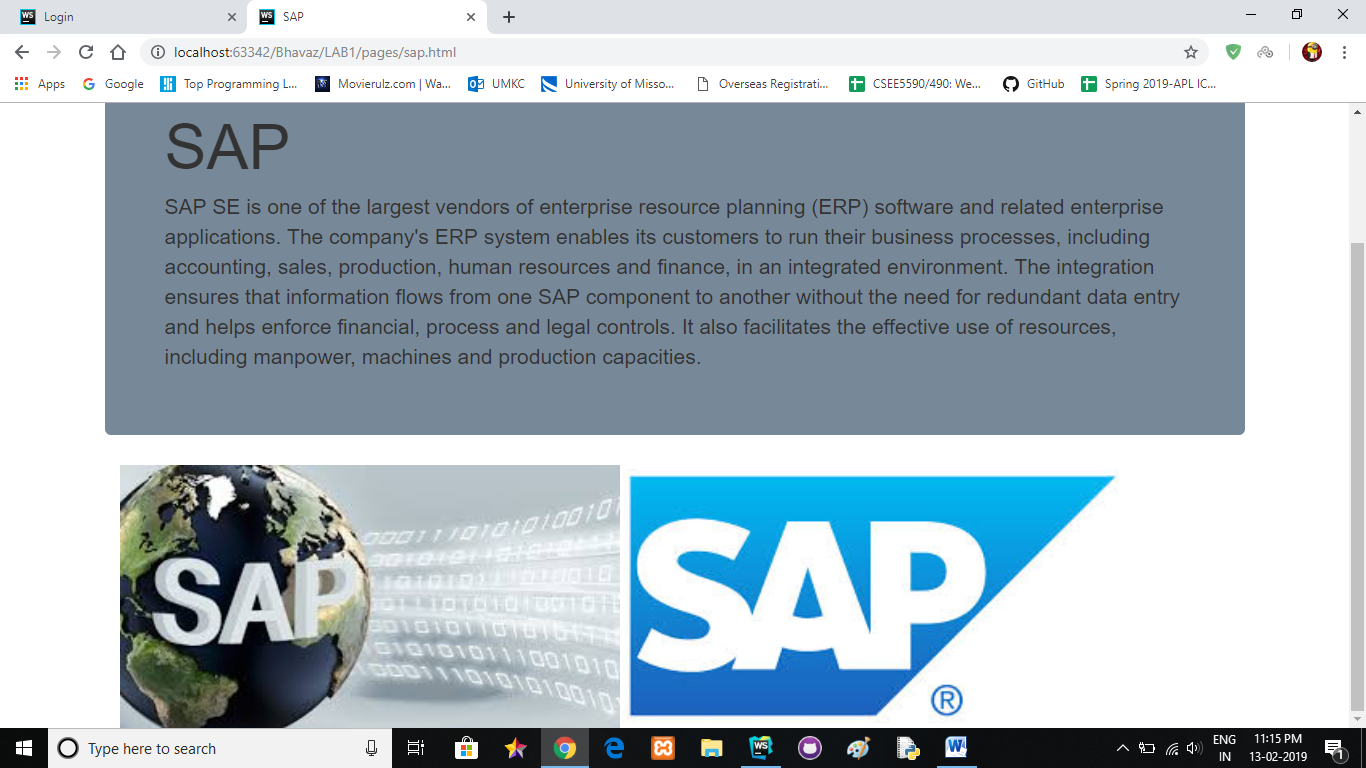 Login
SAP
localhost:63342/Bhavaz/LAB1/pages/sap.html
Apps
Google
Top Programming L...
Movierulz.com | Wa...
UMKC
University of Misso...
Overseas Registrati...
CSEE5590/490: We...
GitHub
Spring 2019-APL IC...
SAP
SAP SE is one of the largest vendors of enterprise resource planning (ERP) software and related enterprise
applications. The company's ERP system enables its customers to run their business processes, including
accounting, sales, production, human resources and finance, in an integrated environment. The integration
ensures that information flows from one SAP component to another without the need for redundant data entry
and helps enforce financial, process and legal controls. It also facilitates the effective use of resources,
including manpower, machines and production capacities.
SAP
SAP
®
Type here to search
ENG
IN
11:15 PM
13-02-2019
1